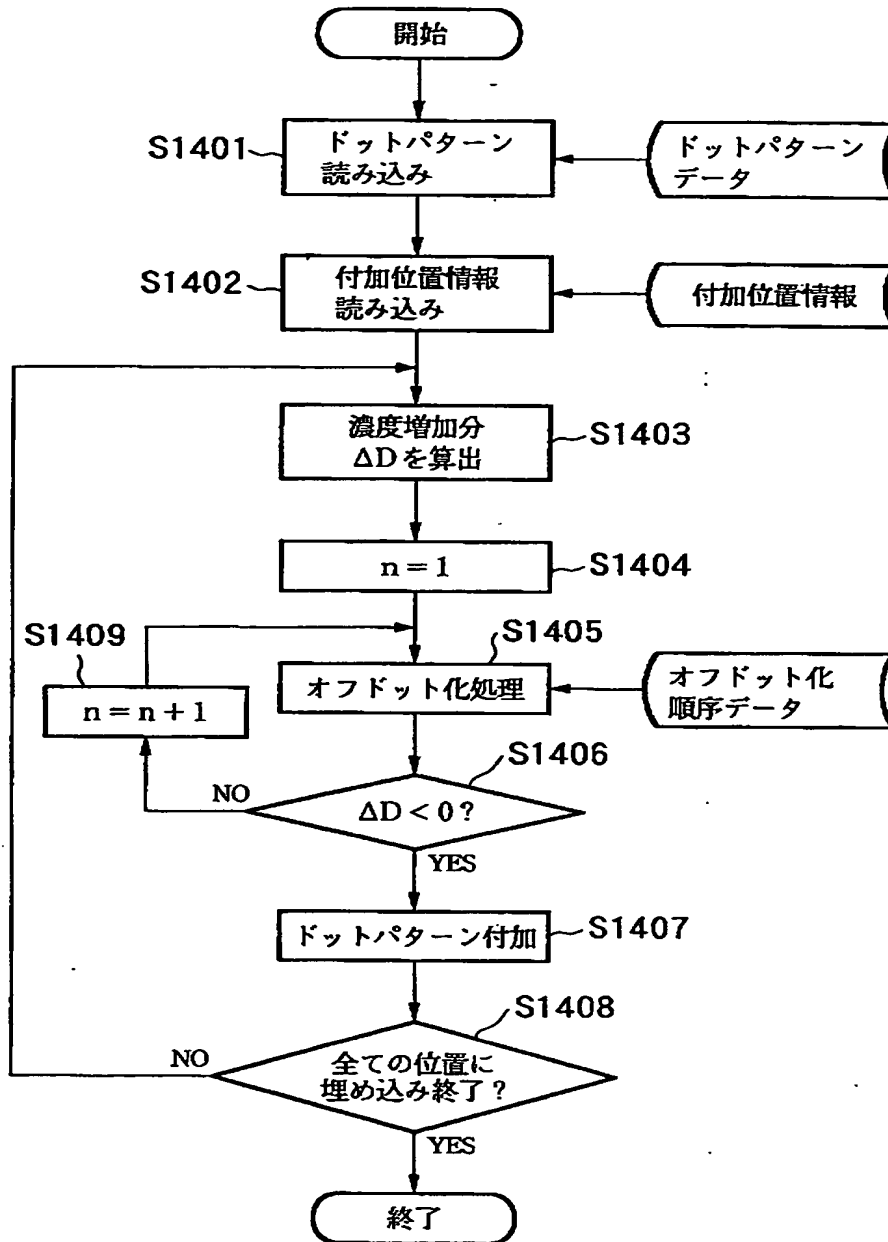 開始
S1401
ドットパターン
読み込み
ドットパターン
データ
S1402
付加位置情報
読み込み
付加位置情報
濃度増加分
ΔDを算出
S1403
n=1
S1404
S1409
n=n+1
S1405
オフドット化処理
オフドット化
順序データ
S1406
NO
ΔD<0?
YES
ドットパターン付加
S1407
S1408
NO
全ての位置に
埋め込み終了?
YES
終了